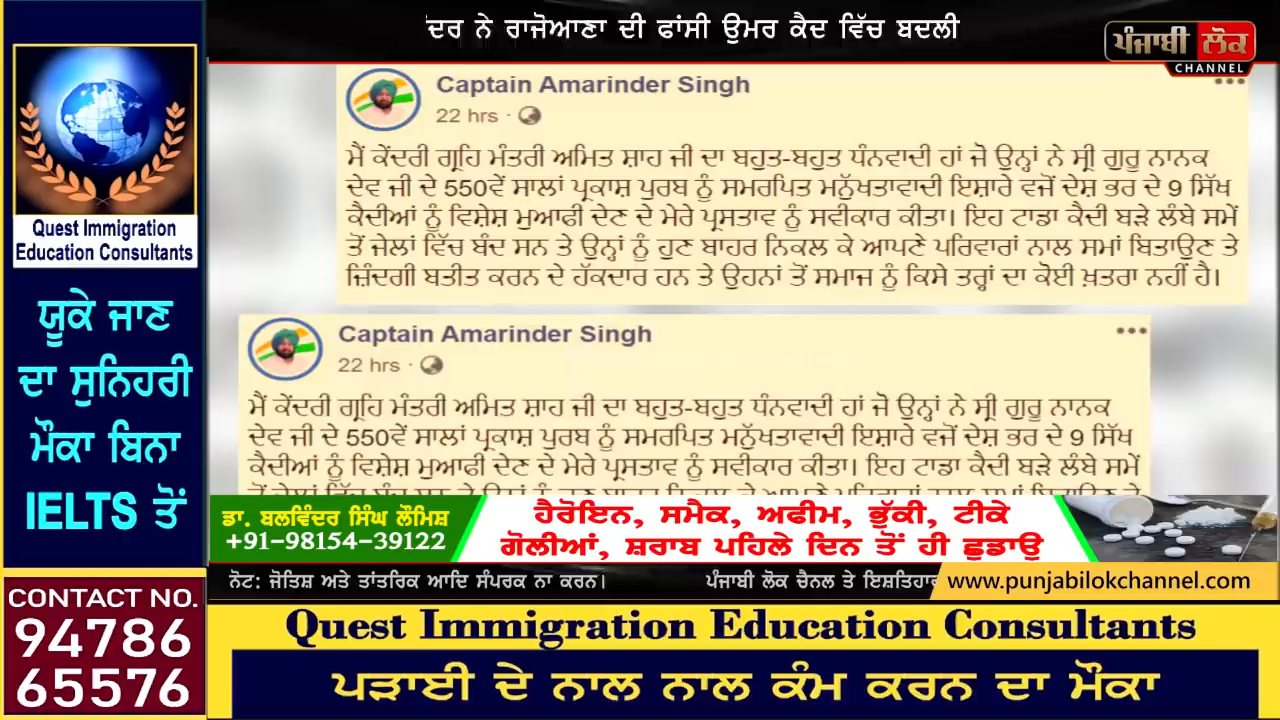 ਦਰ ਨੇ ਰਾਜੋਆਣਾ ਦੀ ਫਾਂਸੀ ਉਮਰ ਕੈਦ ਵਿੱਚ ਬਦਲੀ
ਪੰਜਾਬੀ ਲੋਕ
CHANNEL
Captain Amarinder Singh
22 hrs ·
ਮੈਂ ਕੇਂਦਰੀ ਗ੍ਰਹਿ ਮੰਤਰੀ ਅਮਿਤ ਸ਼ਾਹ ਜੀ ਦਾ ਬਹੁਤ-ਬਹੁਤ ਧੰਨਵਾਦੀ ਹਾਂ ਜੋ ਉਨ੍ਹਾਂ ਨੇ ਸ੍ਰੀ ਗੁਰੂ ਨਾਨਕ
ਦੇਵ ਜੀ ਦੇ 550ਵੇਂ ਸਾਲਾਂ ਪ੍ਰਕਾਸ਼ ਪੁਰਬ ਨੂੰ ਸਮਰਪਿਤ ਮਨੁੱਖਤਾਵਾਦੀ ਇਸ਼ਾਰੇ ਵਜੋਂ ਦੇਸ਼ ਭਰ ਦੇ 9 ਸਿੱਖ
ਕੈਦੀਆਂ ਨੂੰ ਵਿਸ਼ੇਸ਼ ਮੁਆਫੀ ਦੇਣ ਦੇ ਮੇਰੇ ਪ੍ਰਸਤਾਵ ਨੂੰ ਸਵੀਕਾਰ ਕੀਤਾ। ਇਹ ਟਾਡਾ ਕੈਦੀ ਬੜੇ ਲੰਬੇ ਸਮੇਂ
ਤੋਂ ਜੇਲਾਂ ਵਿੱਚ ਬੰਦ ਸਨ ਤੇ ਉਨ੍ਹਾਂ ਨੂੰ ਹੁਣ ਬਾਹਰ ਨਿਕਲ ਕੇ ਆਪਣੇ ਪਰਿਵਾਰਾਂ ਨਾਲ ਸਮਾਂ ਬਿਤਾਉਣ ਤੇ
ਜ਼ਿੰਦਗੀ ਬਤੀਤ ਕਰਨ ਦੇ ਹੱਕਦਾਰ ਹਨ ਤੇ ਉਹਨਾਂ ਤੋਂ ਸਮਾਜ ਨੂੰ ਕਿਸੇ ਤਰ੍ਹਾਂ ਦਾ ਕੋਈ ਖ਼ਤਰਾ ਨਹੀਂ ਹੈ।
Captain Amarinder Singh
22 hrs ·
ਮੈਂ ਕੇਂਦਰੀ ਗ੍ਰਹਿ ਮੰਤਰੀ ਅਮਿਤ ਸ਼ਾਹ ਜੀ ਦਾ ਬਹੁਤ-ਬਹੁਤ ਧੰਨਵਾਦੀ ਹਾਂ ਜੋ ਉਨ੍ਹਾਂ ਨੇ ਸ੍ਰੀ ਗੁਰੂ ਨਾਨਕ
ਦੇਵ ਜੀ ਦੇ 550ਵੇਂ ਸਾਲਾਂ ਪ੍ਰਕਾਸ਼ ਪੁਰਬ ਨੂੰ ਸਮਰਪਿਤ ਮਨੁੱਖਤਾਵਾਦੀ ਇਸ਼ਾਰੇ ਵਜੋਂ ਦੇਸ਼ ਭਰ ਦੇ 9 ਸਿੱਖ
ਕੈਦੀਆਂ ਨੂੰ ਵਿਸ਼ੇਸ਼ ਮੁਆਫੀ ਦੇਣ ਦੇ ਮੇਰੇ ਪ੍ਰਸਤਾਵ ਨੂੰ ਸਵੀਕਾਰ ਕੀਤਾ। ਇਹ ਟਾਡਾ ਕੈਦੀ ਬੜੇ ਲੰਬੇ ਸਮੇਂ
Quest Immigration
Education Consultants
ਯੂਕੇ ਜਾਣ
ਦਾ ਸੁਨਿਹਰੀ
ਮੌਕਾ ਬਿਨਾ
IELTS ਤੋਂ
CONTACT NO.
94786
65576
ਡਾ. ਬਲਵਿੰਦਰ ਸਿੰਘ ਲੌਮਿਸ਼
+91-98154-39122
ਹੈਰੋਇਨ, ਸਮੈਕ, ਅਫੀਮ, ਭੁੱਕੀ, ਟੀਕੇ
ਗੋਲੀਆਂ, ਸ਼ਰਾਬ ਪਹਿਲੇ ਦਿਨ ਤੋਂ ਹੀ ਛੁਡਾਉ
ਨੋਟ: ਜੋਤਿਸ਼ ਅਤੇ ਤਾਂਤਰਿਕ ਆਦਿ ਸੰਪਰਕ ਨਾ ਕਰਨ। ਪੰਜਾਬੀ ਲੋਕ ਚੈਨਲ ਤੇ ਇਸ਼ਤਿਹਾਰ
www.punjabilokchannel.com
Quest Immigration Education Consultants
ਪੜਾਈ ਦੇ ਨਾਲ ਨਾਲ ਕੰਮ ਕਰਨ ਦਾ ਮੌਕਾ